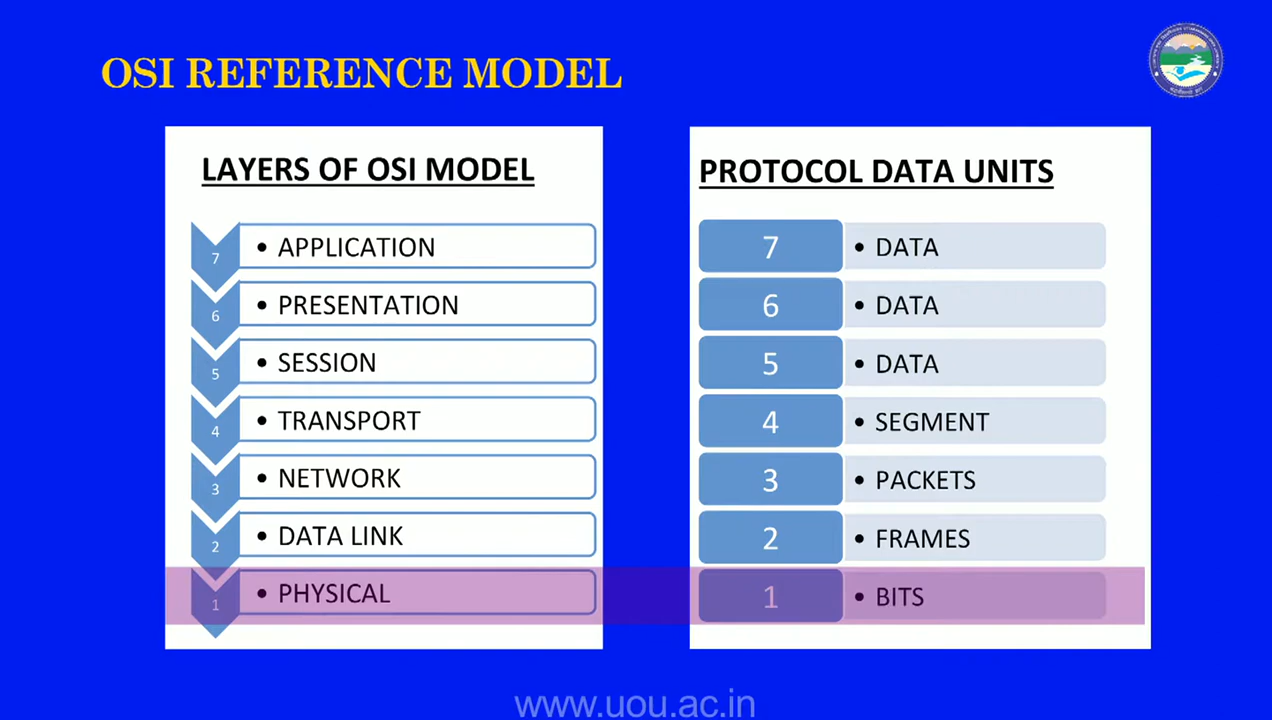 OSI REFERENCE MODEL
LAYERS OF OSI MODEL
7 • APPLICATION
6 • PRESENTATION
5 • SESSION
4 • TRANSPORT
3 • NETWORK
2 • DATA LINK
1 • PHYSICAL
PROTOCOL DATA UNITS
7 • DATA
6 • DATA
5 • DATA
4 • SEGMENT
3 • PACKETS
2 • FRAMES
1 • BITS
www.uou.ac.in